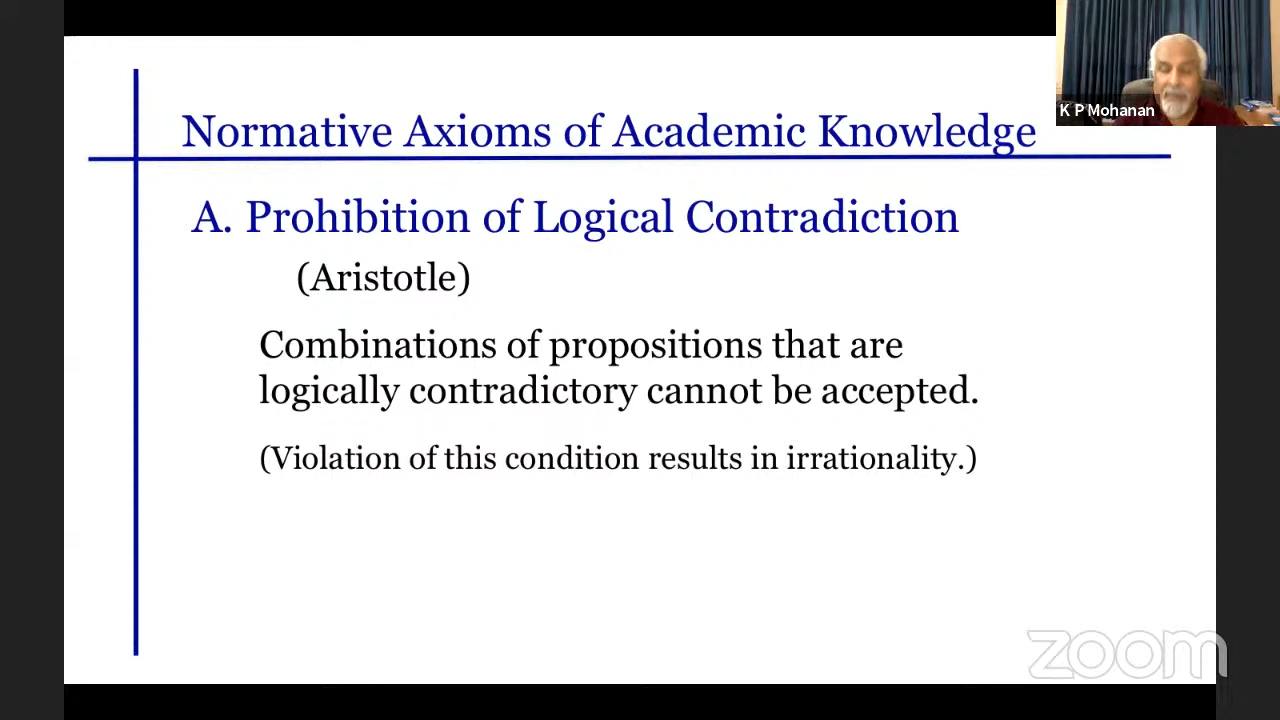 K P Mohanan
Normative Axioms of Academic Knowledge
A. Prohibition of Logical Contradiction
(Aristotle)
Combinations of propositions that are
logically contradictory cannot be accepted.
(Violation of this condition results in irrationality.)
zoom